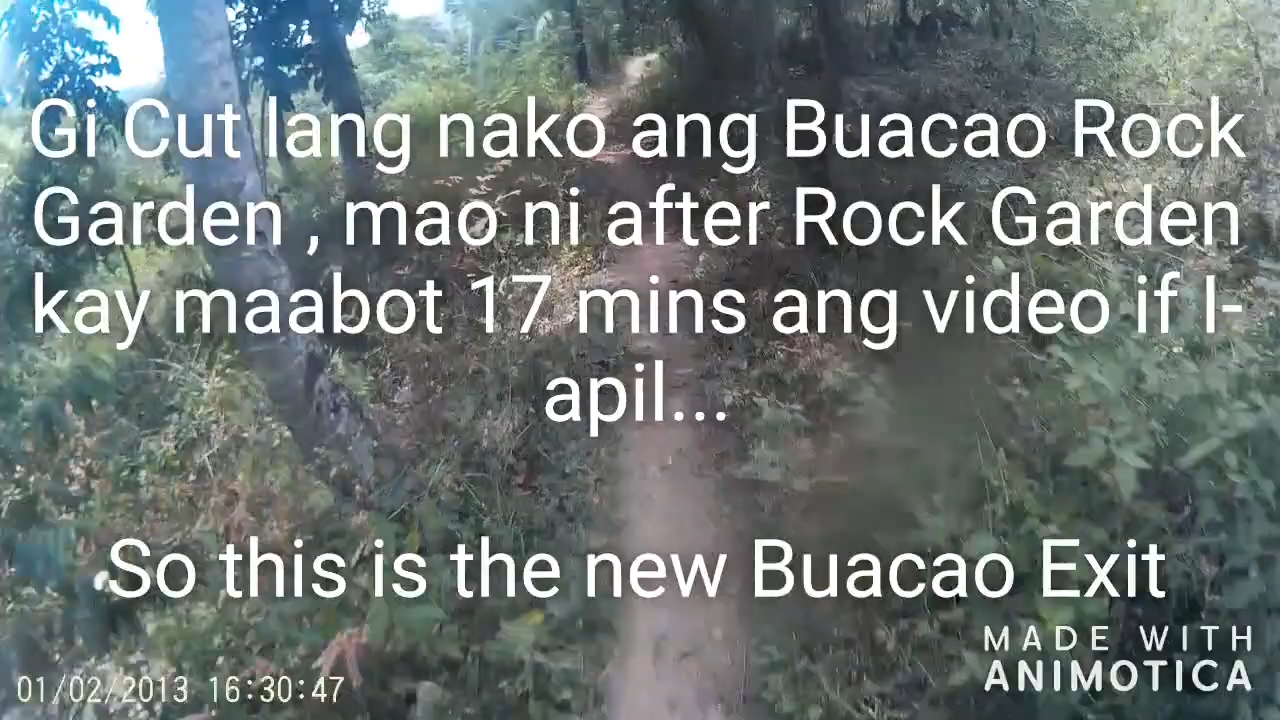 Gi Cut lang nako ang Buacao Rock
Garden , mao ni after Rock Garden
kay maabot 17 mins ang video if I-
apil...
So this is the new Buacao Exit
MADE WITH
ANIMOTICA
01/02/2013 16:30:47